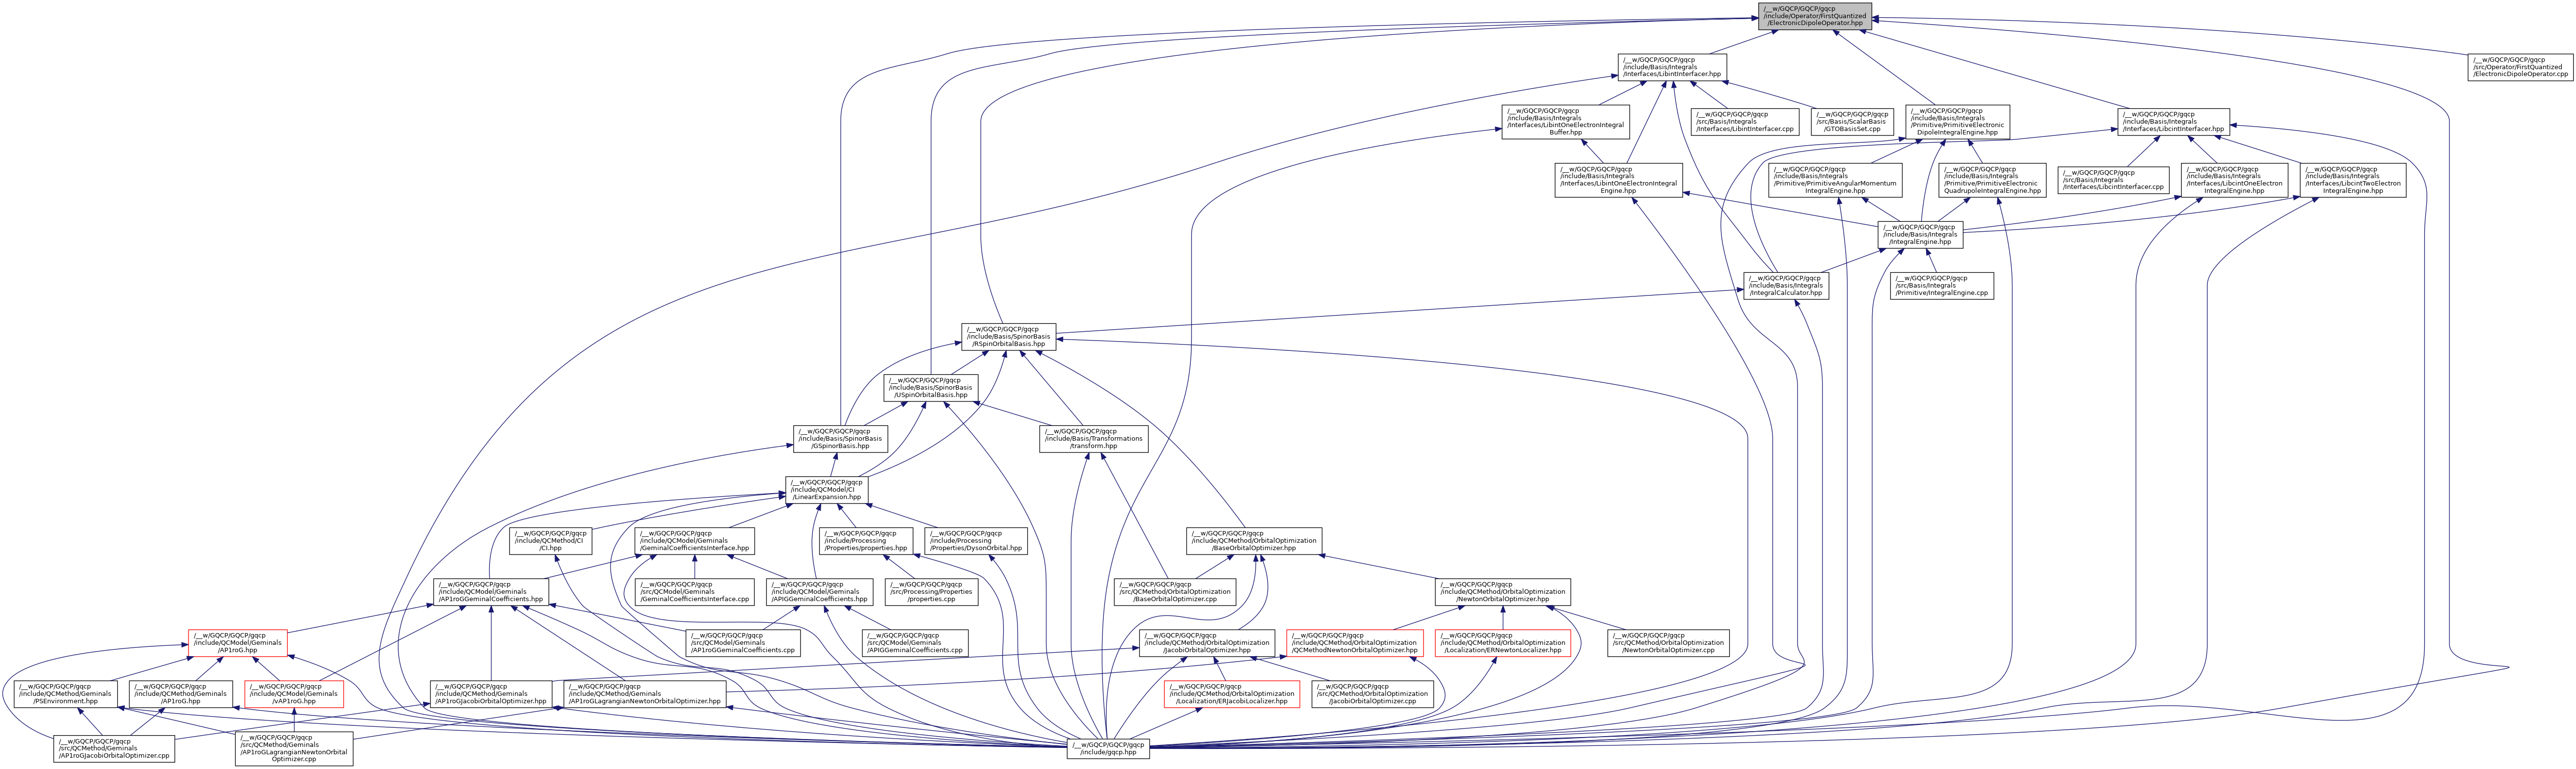 /__w/GQCP/GQCP/gqcp
/include/Operator/FirstQuantized
/ElectronicDipoleOperator.hpp
/__w/GQCP/GQCP/gqcp
/include/Basis/Integrals
/Interfaces/LibintInterfacer.hpp
/__w/GQCP/GQCP/gqcp
/src/Operator/FirstQuantized
/ElectronicDipoleOperator.cpp
/__w/GQCP/GQCP/gqcp
/include/Basis/Integrals
/Interfaces/LibintOneElectronIntegral
Buffer.hpp
/__w/GQCP/GQCP/gqcp
/src/Basis/Integrals
/Interfaces/LibintInterfacer.cpp
/__w/GQCP/GQCP/gqcp
/src/Basis/ScalarBasis
/GTOBasisSet.cpp
/__w/GQCP/GQCP/gqcp
/include/Basis/Integrals
/Primitive/PrimitiveElectronic
DipoleIntegralEngine.hpp
/__w/GQCP/GQCP/gqcp
/include/Basis/Integrals
/Interfaces/LibcintInterfacer.hpp
/__w/GQCP/GQCP/gqcp
/include/Basis/Integrals
/Interfaces/LibintOneElectronIntegral
Engine.hpp
/__w/GQCP/GQCP/gqcp
/include/Basis/Integrals
/Primitive/PrimitiveAngularMomentum
IntegralEngine.hpp
/__w/GQCP/GQCP/gqcp
/include/Basis/Integrals
/Primitive/PrimitiveElectronic
QuadrupoleIntegralEngine.hpp
/__w/GQCP/GQCP/gqcp
/src/Basis/Integrals
/Interfaces/LibcintInterfacer.cpp
/__w/GQCP/GQCP/gqcp
/include/Basis/Integrals
/Interfaces/LibcintOneElectron
IntegralEngine.hpp
/__w/GQCP/GQCP/gqcp
/include/Basis/Integrals
/Interfaces/LibcintTwoElectron
IntegralEngine.hpp
/__w/GQCP/GQCP/gqcp
/include/Basis/Integrals
/IntegralEngine.hpp
/__w/GQCP/GQCP/gqcp
/include/Basis/Integrals
/IntegralCalculator.hpp
/__w/GQCP/GQCP/gqcp
/src/Basis/Integrals
/Primitive/IntegralEngine.cpp
/__w/GQCP/GQCP/gqcp
/include/Basis/SpinorBasis
/RSpinOrbitalBasis.hpp
/__w/GQCP/GQCP/gqcp
/include/Basis/SpinorBasis
/USpinOrbitalBasis.hpp
/__w/GQCP/GQCP/gqcp
/include/Basis/SpinorBasis
/GSpinorBasis.hpp
/__w/GQCP/GQCP/gqcp
/include/Basis/Transformations
/transform.hpp
/__w/GQCP/GQCP/gqcp
/include/QCModel/CI
/LinearExpansion.hpp
/__w/GQCP/GQCP/gqcp
/include/QCMethod/CI
/CI.hpp
/__w/GQCP/GQCP/gqcp
/include/QCModel/Geminals
/GeminalCoefficientsInterface.hpp
/__w/GQCP/GQCP/gqcp
/include/Processing
/Properties/properties.hpp
/__w/GQCP/GQCP/gqcp
/include/Processing
/Properties/DysonOrbital.hpp
/__w/GQCP/GQCP/gqcp
/include/QCMethod/OrbitalOptimization
/BaseOrbitalOptimizer.hpp
/__w/GQCP/GQCP/gqcp
/include/QCModel/Geminals
/AP1roGGeminalCoefficients.hpp
/__w/GQCP/GQCP/gqcp
/src/QCModel/Geminals
/GeminalCoefficientsInterface.cpp
/__w/GQCP/GQCP/gqcp
/include/QCModel/Geminals
/APIGGeminalCoefficients.hpp
/__w/GQCP/GQCP/gqcp
/src/Processing/Properties
/properties.cpp
/__w/GQCP/GQCP/gqcp
/src/QCMethod/OrbitalOptimization
/BaseOrbitalOptimizer.cpp
/__w/GQCP/GQCP/gqcp
/include/QCMethod/OrbitalOptimization
/NewtonOrbitalOptimizer.hpp
/__w/GQCP/GQCP/gqcp
/include/QCModel/Geminals
/AP1roG.hpp
/__w/GQCP/GQCP/gqcp
/src/QCModel/Geminals
/AP1roGGeminalCoefficients.cpp
/__w/GQCP/GQCP/gqcp
/src/QCModel/Geminals
/APIGGeminalCoefficients.cpp
/__w/GQCP/GQCP/gqcp
/include/QCMethod/OrbitalOptimization
/JacobiOrbitalOptimizer.hpp
/__w/GQCP/GQCP/gqcp
/include/QCMethod/OrbitalOptimization
/QCMethodNewtonOrbitalOptimizer.hpp
/__w/GQCP/GQCP/gqcp
/include/QCMethod/OrbitalOptimization
/Localization/ERNewtonLocalizer.hpp
/__w/GQCP/GQCP/gqcp
/src/QCMethod/OrbitalOptimization
/NewtonOrbitalOptimizer.cpp
/__w/GQCP/GQCP/gqcp
/include/QCMethod/Geminals
/PSEnvironment.hpp
/__w/GQCP/GQCP/gqcp
/include/QCMethod/Geminals
/AP1roG.hpp
/__w/GQCP/GQCP/gqcp
/include/QCModel/Geminals
/vAP1roG.hpp
/__w/GQCP/GQCP/gqcp
/include/QCMethod/Geminals
/AP1roGJacobiOrbitalOptimizer.hpp
/__w/GQCP/GQCP/gqcp
/include/QCMethod/Geminals
/AP1roGLagrangianNewtonOrbitalOptimizer.hpp
/__w/GQCP/GQCP/gqcp
/include/QCMethod/OrbitalOptimization
/Localization/ERJacobiLocalizer.hpp
/__w/GQCP/GQCP/gqcp
/src/QCMethod/OrbitalOptimization
/JacobiOrbitalOptimizer.cpp
/__w/GQCP/GQCP/gqcp
/src/QCMethod/Geminals
/AP1roGJacobiOrbitalOptimizer.cpp
/__w/GQCP/GQCP/gqcp
/src/QCMethod/Geminals
/AP1roGLagrangianNewtonOrbital
Optimizer.cpp
/__w/GQCP/GQCP/gqcp
/include/gqcp.hpp